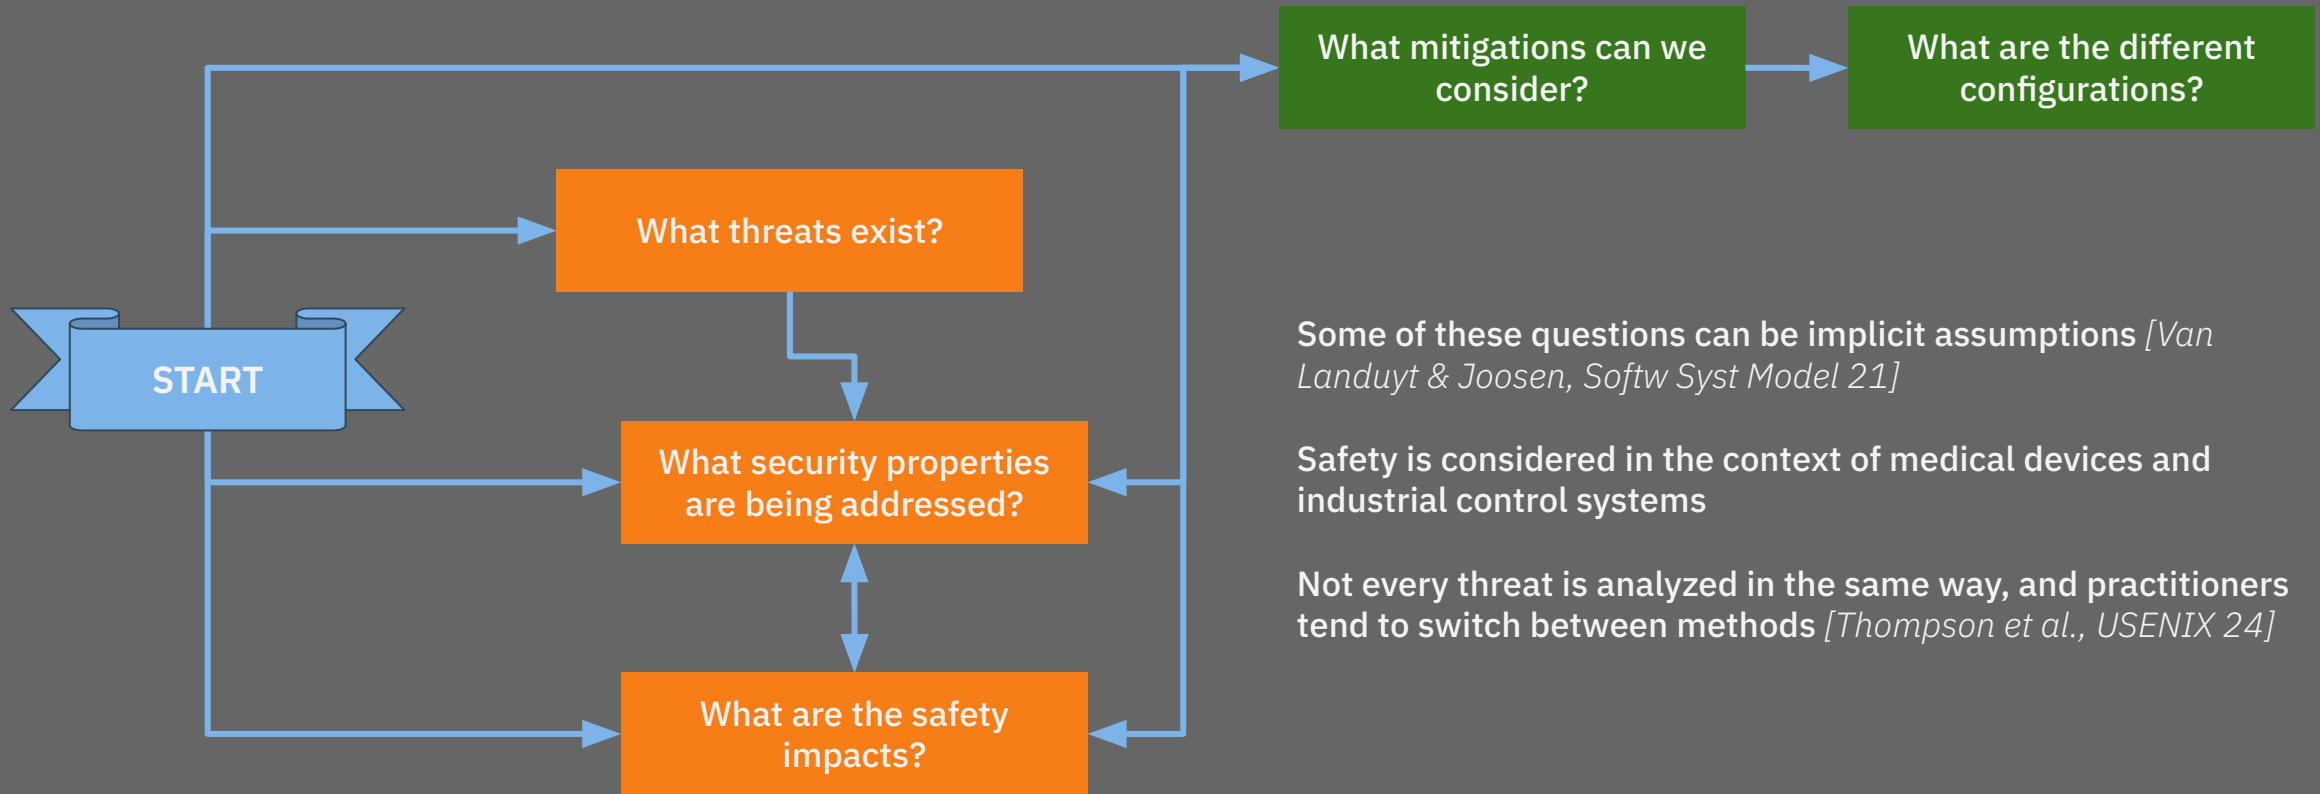 What mitigations can we
consider?
What are the different
configurations?
What threats exist?
START
What security properties
are being addressed?
What are the safety
impacts?
Some of these questions can be implicit assumptions [Van
Landuyt & Joosen, Softw Syst Model 21]
Safety is considered in the context of medical devices and
industrial control systems
Not every threat is analyzed in the same way, and practitioners
tend to switch between methods [Thompson et al., USENIX 24]